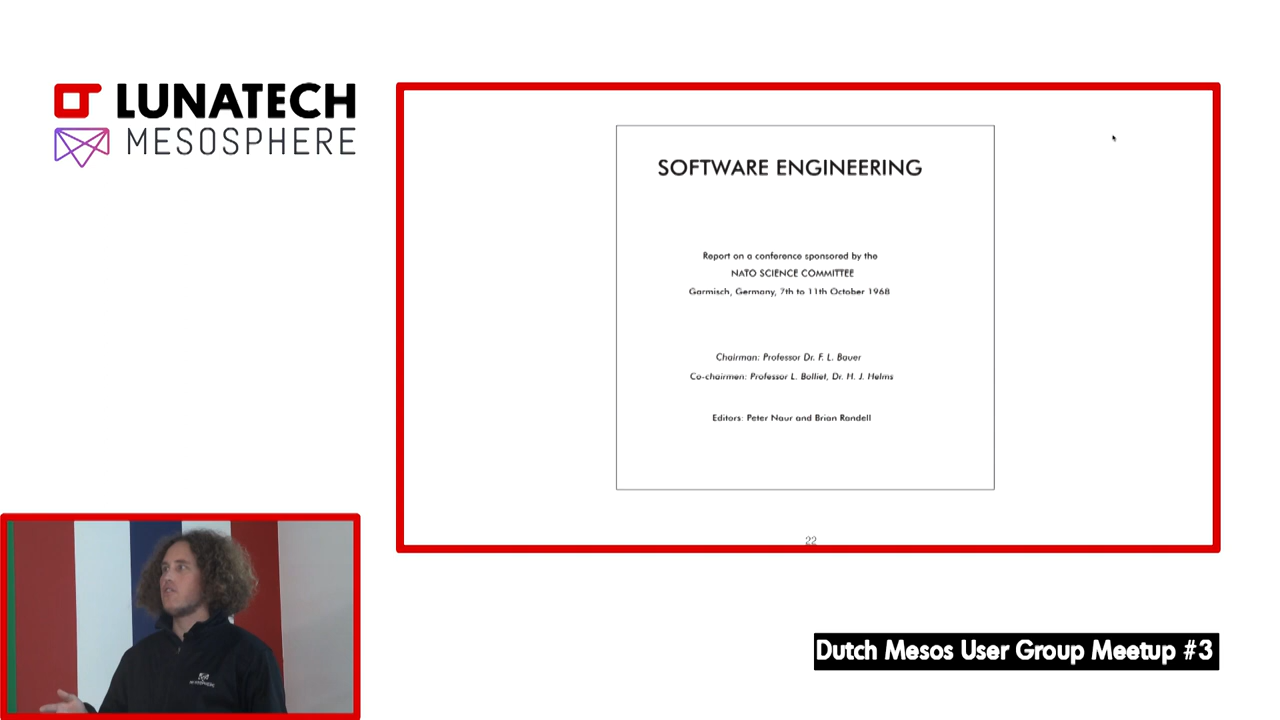 LUNATECH
MESOSPHERE
SOFTWARE ENGINEERING
Report on a conference sponsored by the
NATO SCIENCE COMMITTEE
Garmisch, Germany, 7th to 11th October 1968
Chairman: Professor Dr. F. L. Bauer
Co-chairmen: Professor L. Bolliet, Dr. H. J. Helms
Editors: Peter Naur and Brian Randell
22
Dutch Mesos User Group Meetup #3